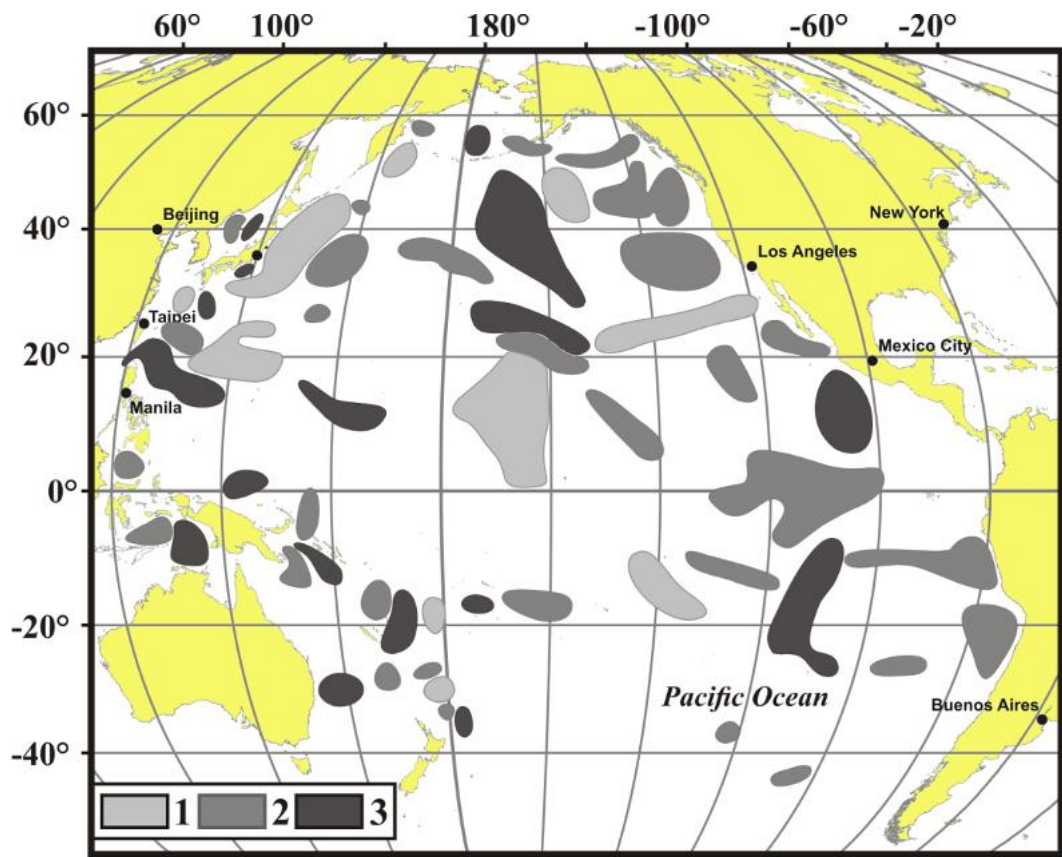 60° 100° 180° -100° -60° -20°
60°
Beijing
New York
40°
Los Angeles
Taipei
20°
Mexico City
Manila
0°
-20°
Pacific Ocean
Buenos Aires
-40°
1 2 3